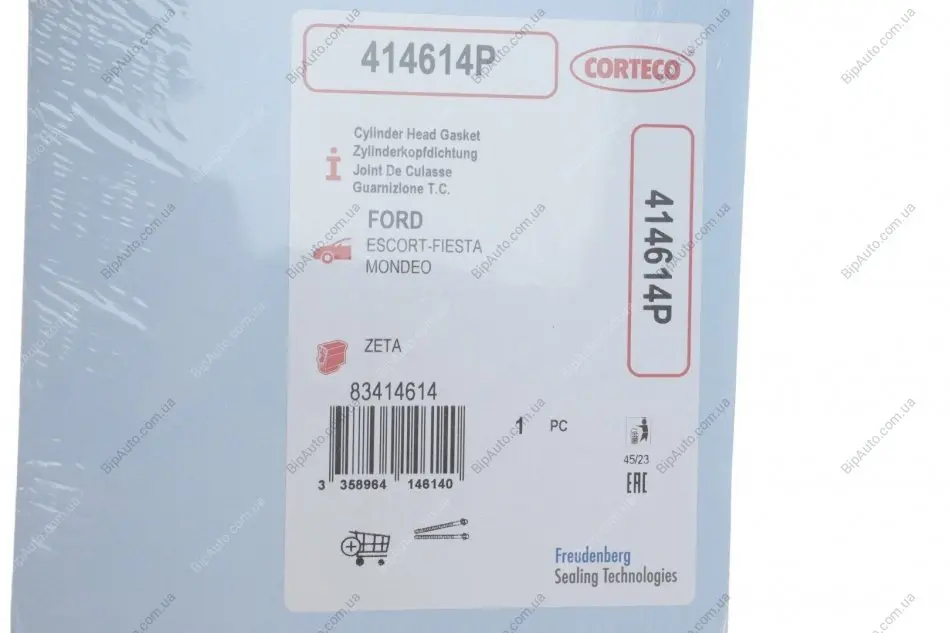 414614P
CORTECO®
Cylinder Head Gasket
Zylinderkopfdichtung
Joint De Culasse
Guarnizione T.C.
FORD
ESCORT-FIESTA
MONDEO
414614P
ZETA
83414614
3 358964 146140
1 PC
45/23
EAC
Freudenberg
Sealing Technologies
BipAuto.com.ua